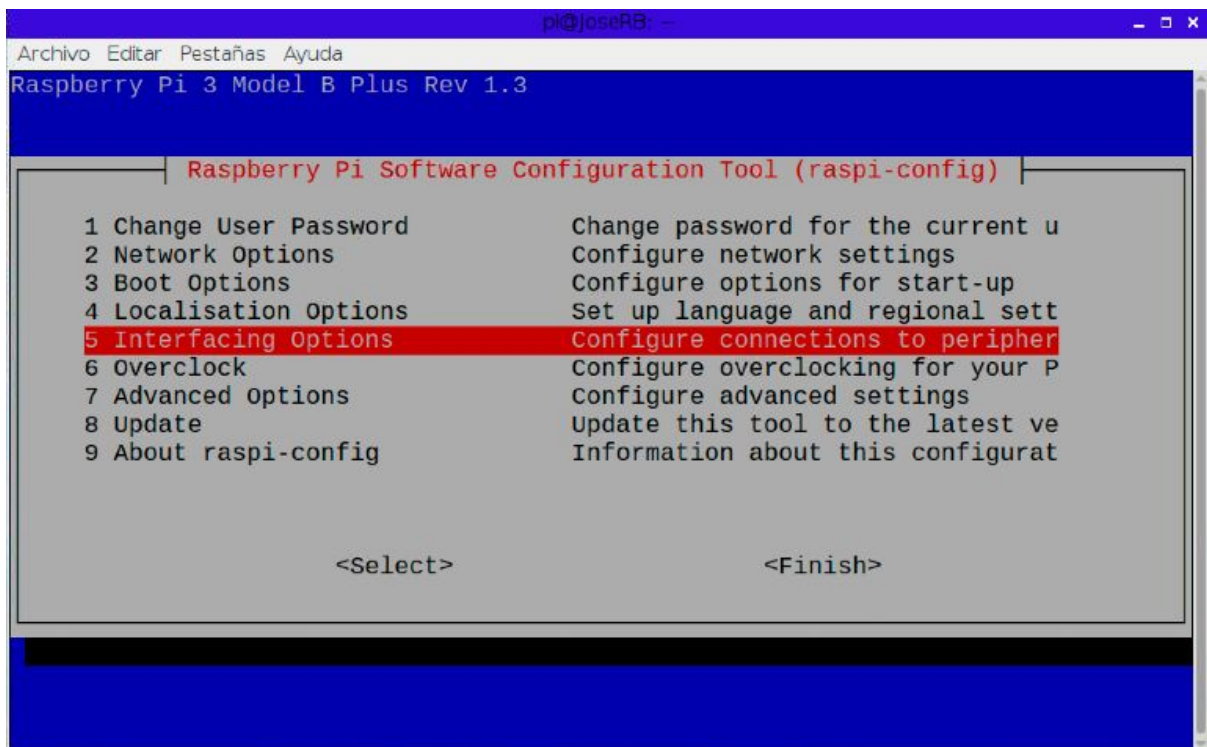 pi@joseRB: ~
Archivo Editar Pestañas Ayuda
Raspberry Pi 3 Model B Plus Rev 1.3
Raspberry Pi Software Configuration Tool (raspi-config)
1 Change User Password Change password for the current u
2 Network Options Configure network settings
3 Boot Options Configure options for start-up
4 Localisation Options Set up language and regional sett
5 Interfacing Options Configure connections to peripher
6 Overclock Configure overclocking for your P
7 Advanced Options Configure advanced settings
8 Update Update this tool to the latest ve
9 About raspi-config Information about this configurat
<Select> <Finish>